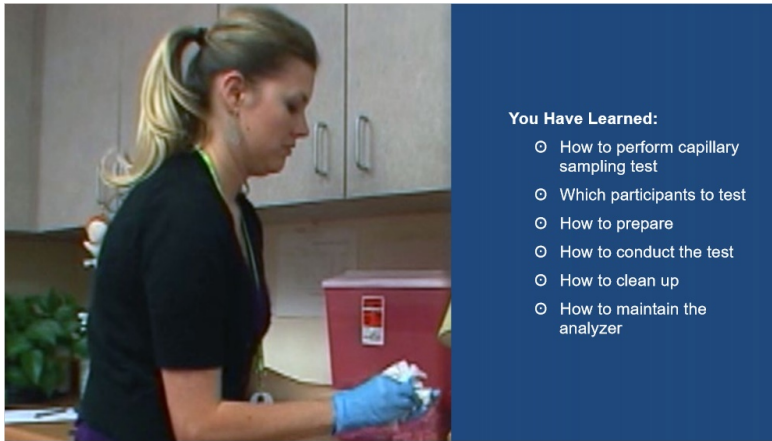 You Have Learned:
How to perform capillary
sampling test
Which participants to test
How to prepare
How to conduct the test
How to clean up
How to maintain the
analyzer